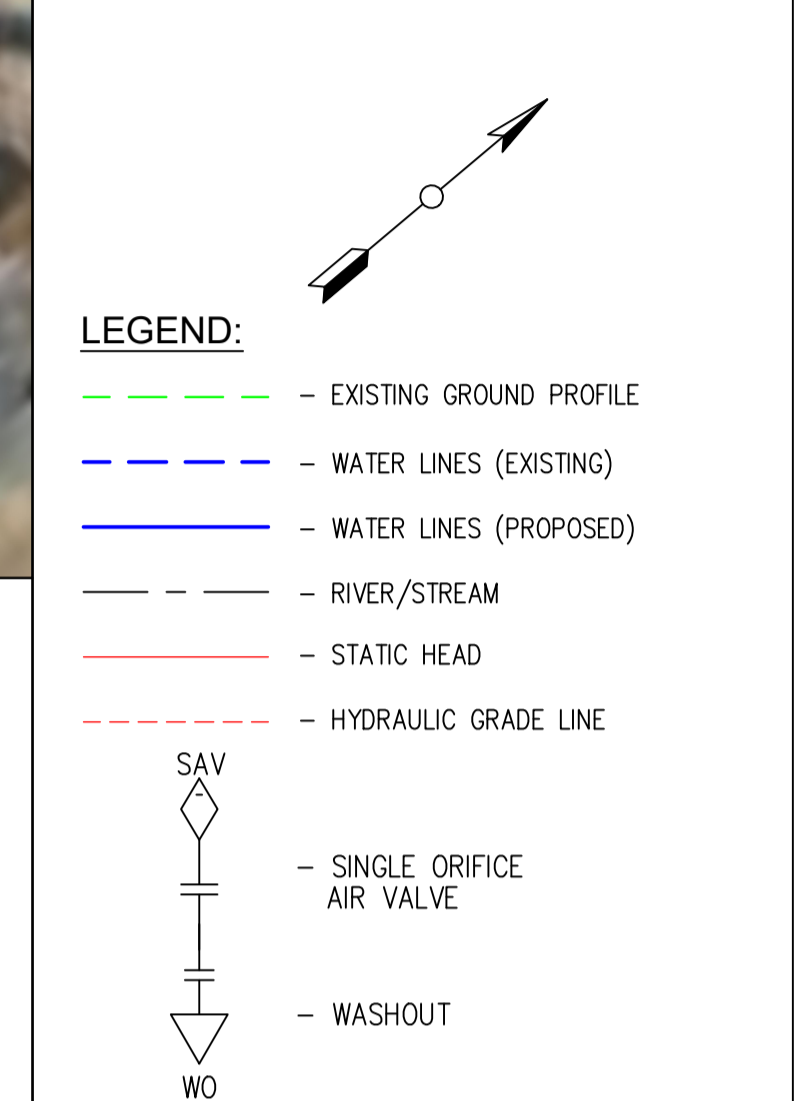 LEGEND:
– EXISTING GROUND PROFILE
– WATER LINES (EXISTING)
– WATER LINES (PROPOSED)
– RIVER/STREAM
– STATIC HEAD
– HYDRAULIC GRADE LINE
SAV
– SINGLE ORIFICE
AIR VALVE
– WASHOUT
WO